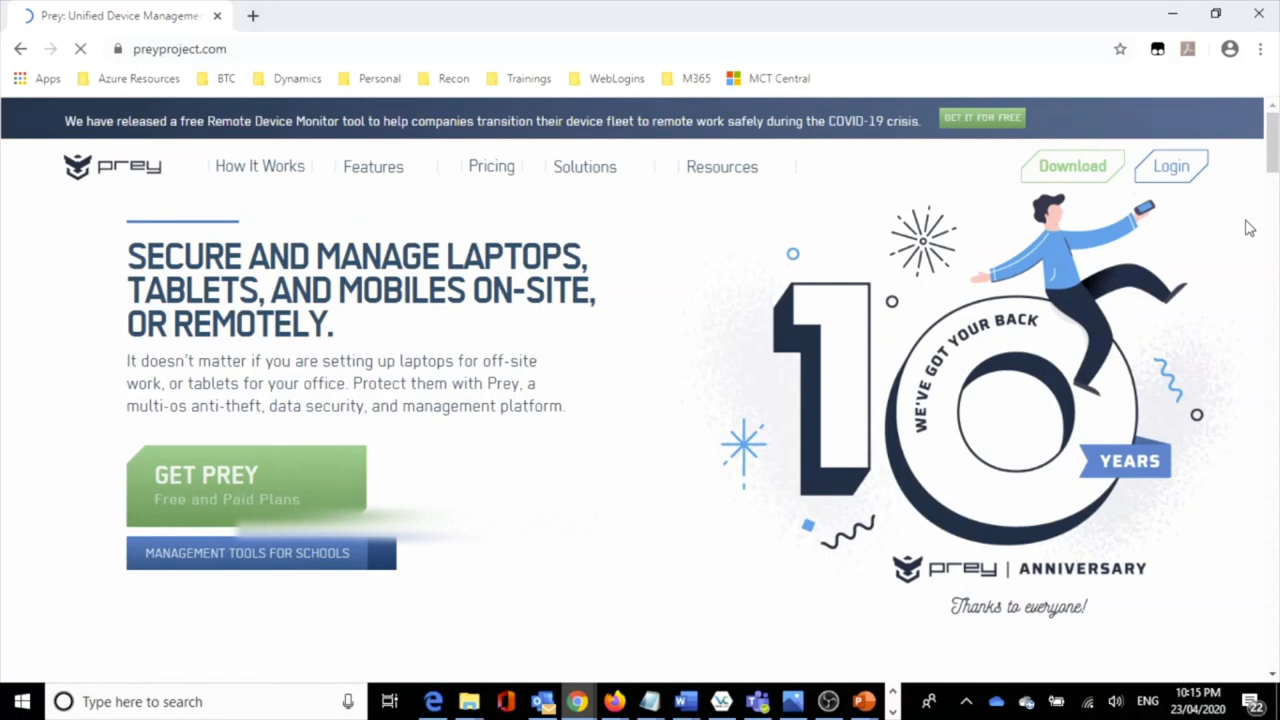 Prey: Unified Device Manageme
preyproject.com
Apps Azure Resources BTC Dynamics Personal Recon Trainings WebLogins M365 MCT Central
We have released a free Remote Device Monitor tool to help companies transition their device fleet to remote work safely during the COVID-19 crisis. GET IT FOR FREE
prey How It Works Features Pricing Solutions Resources Download Login
SECURE AND MANAGE LAPTOPS,
TABLETS, AND MOBILES ON-SITE,
OR REMOTELY.
It doesn't matter if you are setting up laptops for off-site
work, or tablets for your office. Protect them with Prey, a
multi-os anti-theft, data security, and management platform.
GET PREY
Free and Paid Plans
MANAGEMENT TOOLS FOR SCHOOLS
10
WE'VE GOT YOUR BACK
YEARS
prey | ANNIVERSARY
Thanks to everyone!
Type here to search
ENG
10:15 PM
23/04/2020
22